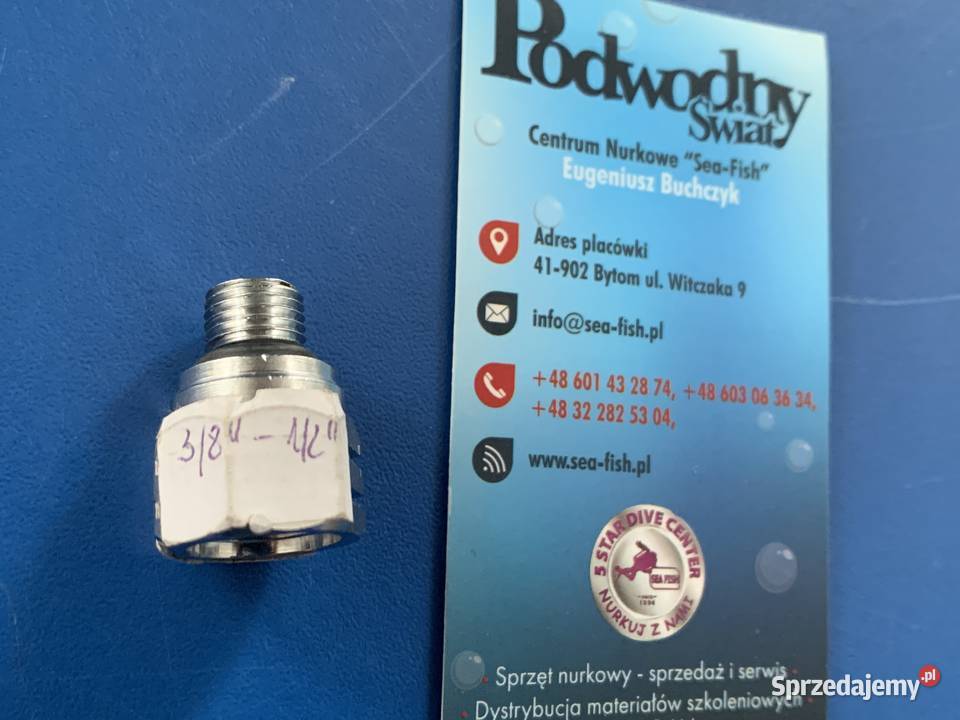 Podwodny
Świat
Centrum Nurkowe "Sea-Fish"
Eugeniusz Buchczyk
Adres placówki
41-902 Bytom ul. Witczaka 9
info@sea-fish.pl
+48 601 43 28 74, +48 603 06 36 34,
+48 32 282 53 04,
www.sea-fish.pl
3/8" - 1/2"
5 STAR DIVE CENTER
SEA FISH
1994
NURKUJ Z NAMI
· Sprzęt nurkowy - sprzedaż i serwis ·
· Dystrybucja materiałów szkoleniowych ·
Sprzedajemy.pl